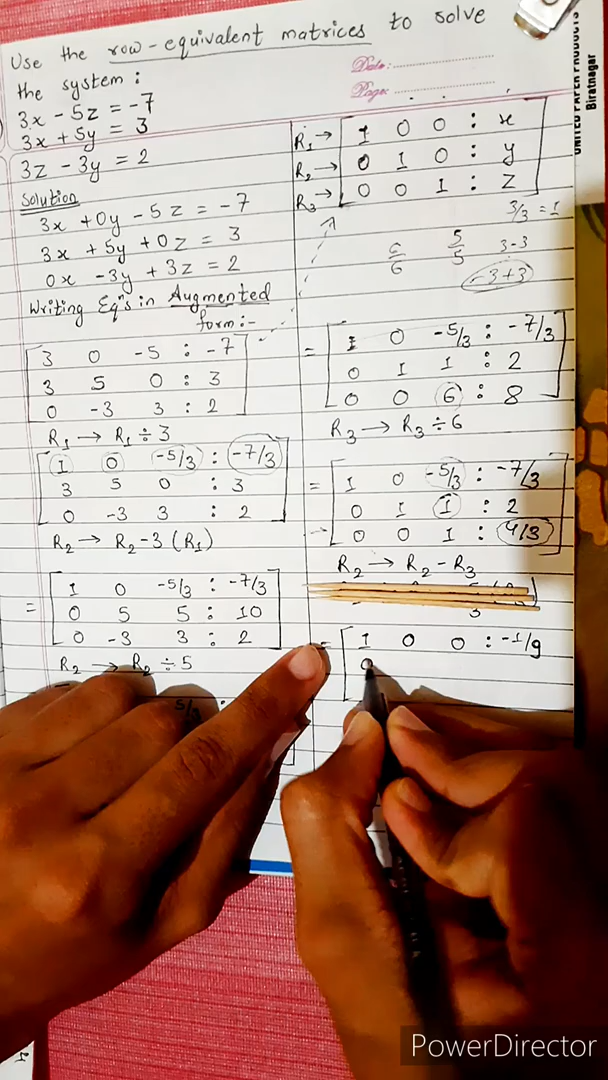 Use the row-equivalent matrices to solve
the system:
3x - 5z = -7
3x + 5y = 3
3z - 3y = 2
Solution
3x + 0y - 5z = -7
3x + 5y + 0z = 3
0x - 3y + 3z = 2
Writing Eqns in Augmented
form:-
3 0 -5 : -7
3 5 0 : 3
0 -3 3 : 2
R1 → R1 ÷ 3
1 0 -5/3 : -7/3
3 5 0 : 3
0 -3 3 : 2
R2 → R2 - 3 (R1)
= 1 0 -5/3 : -7/3
0 5 5 : 10
0 -3 3 : 2
R2 → R2 ÷ 5
5/3
Date:
Page:
UNITED PAPER PRODUCTS
Biratnagar
R1 → 1 0 0 : x
R2 → 0 1 0 : y
R3 → 0 0 1 : z
3/3 = 1
6/6 5/5 3-3
-3+3
= 1 0 -5/3 : -7/3
0 1 1 : 2
0 0 6 : 8
R3 → R3 ÷ 6
= 1 0 -5/3 : -7/3
0 1 1 : 2
→ 0 0 1 : 4/3
R2 → R2 - R3
3
= 1 0 0 : -1/9
0
PowerDirector